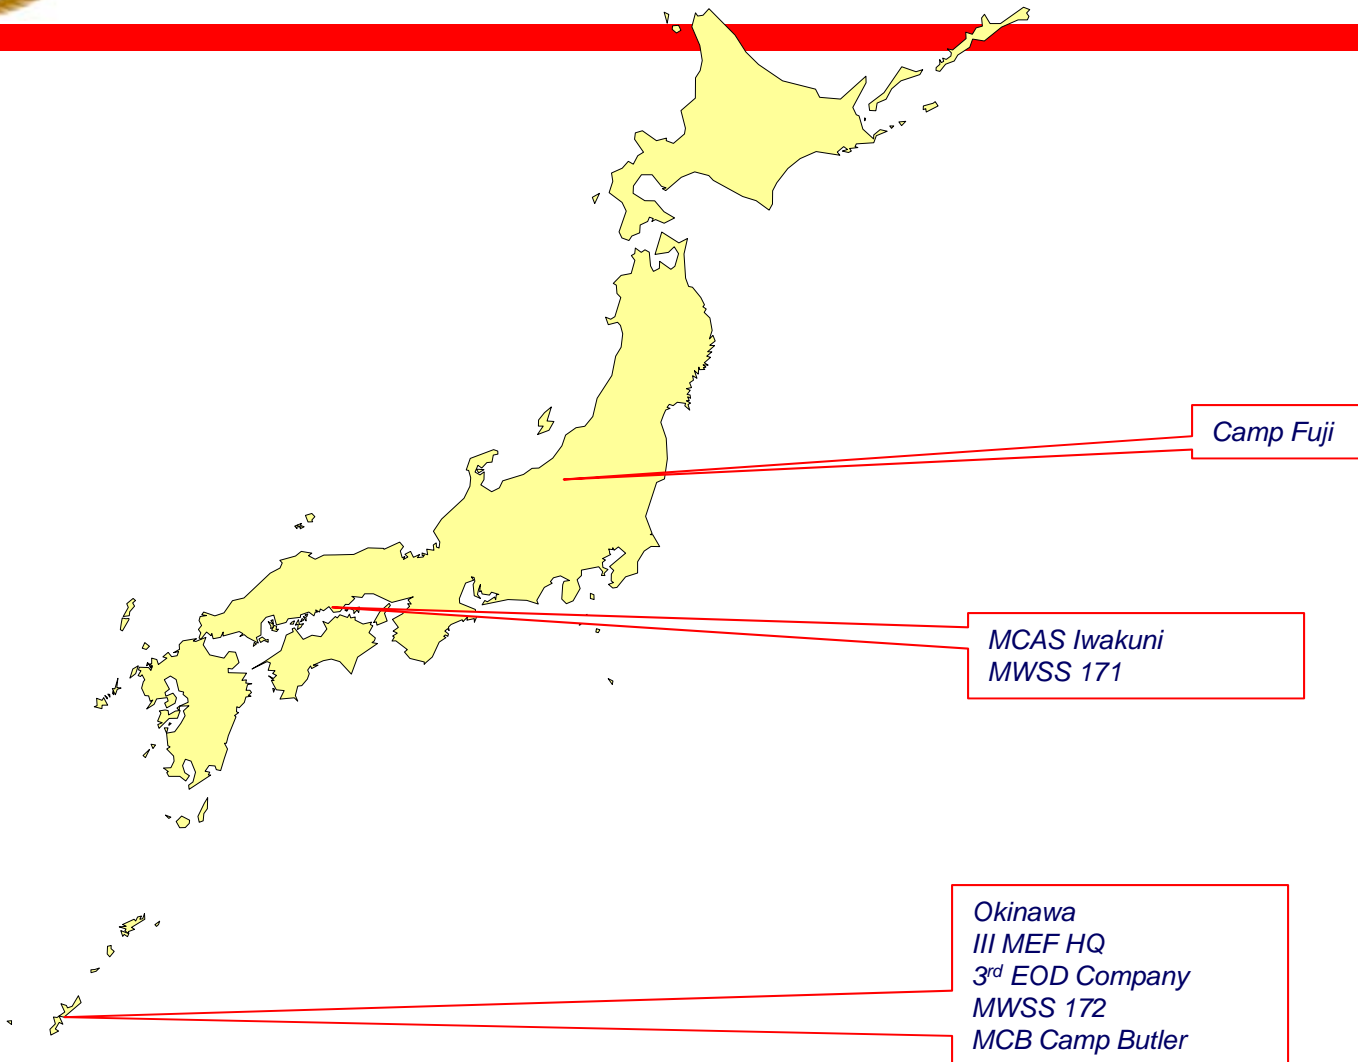 Camp Fuji
MCAS Iwakuni
MWSS 171
Okinawa
III MEF HQ
3rd EOD Company
MWSS 172
MCB Camp Butler